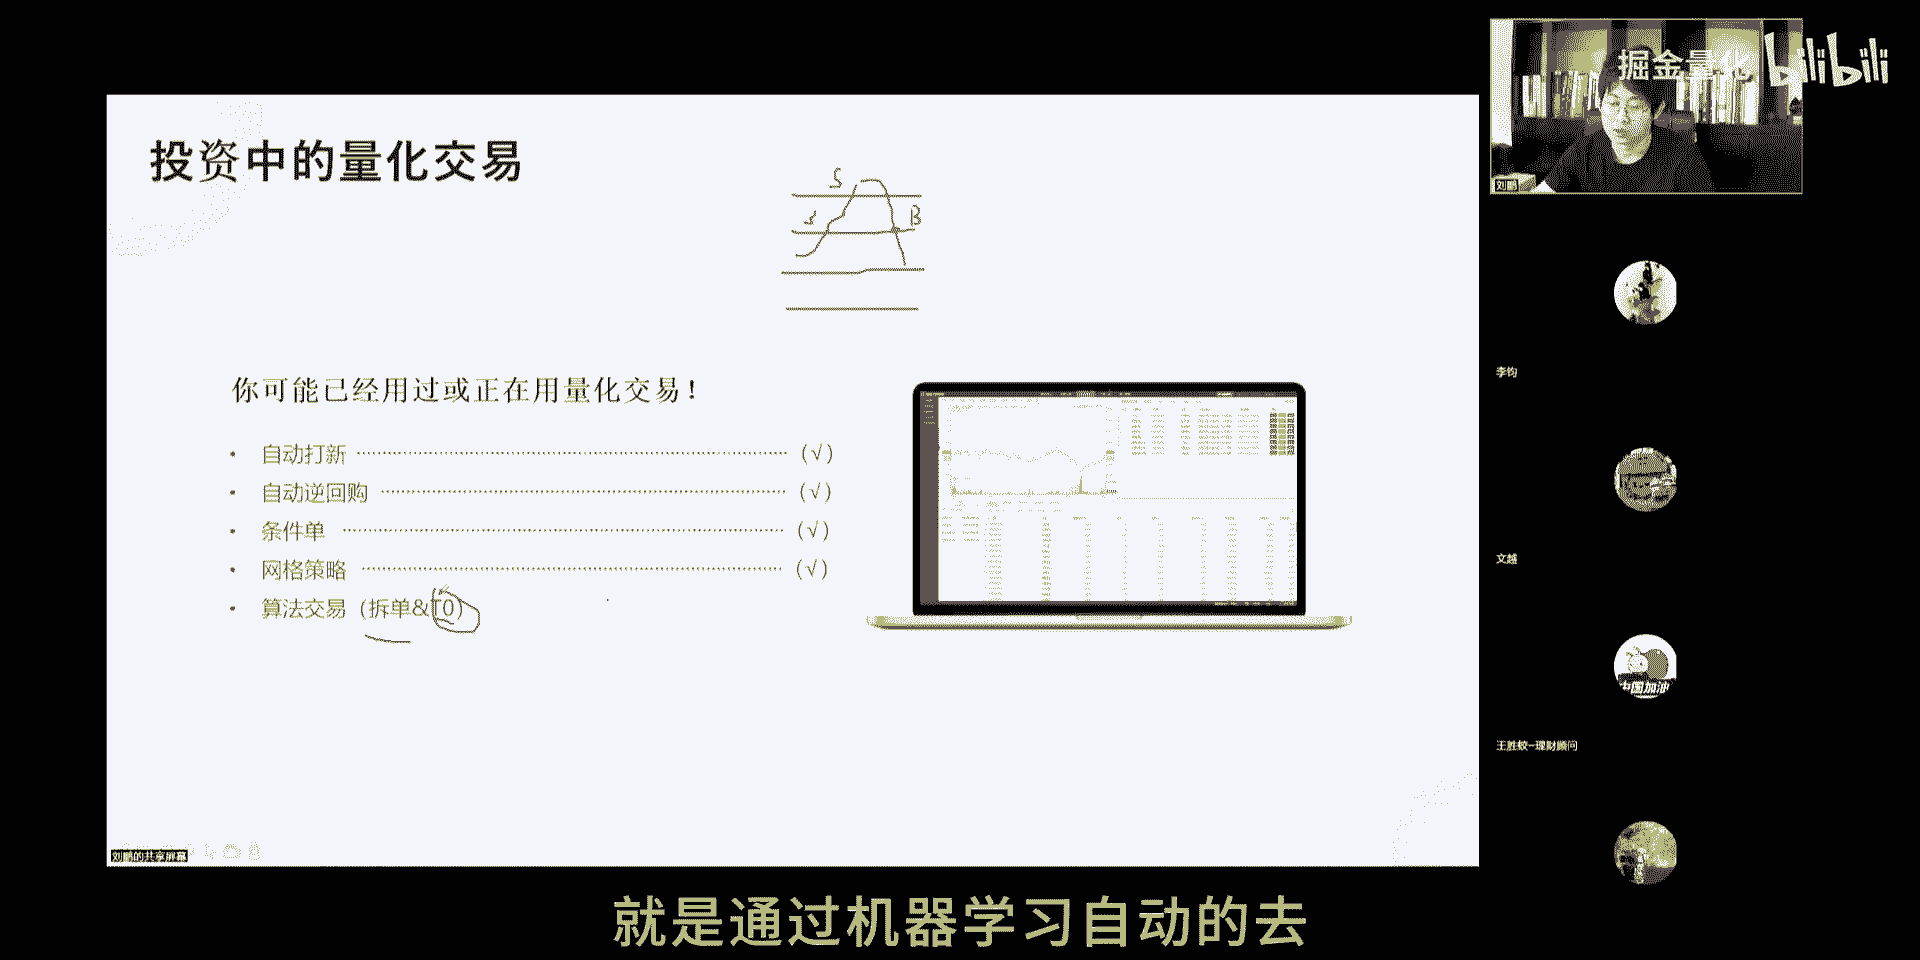 投资中的量化交易
S
S
B
你可能已经用过或正在用量化交易！
• 自动打新 (√)
• 自动逆回购 (√)
• 条件单 (√)
• 网格策略 (√)
• 算法交易（拆单&T0）
刘鹏的共享屏幕
就是通过机器学习自动的去
掘金量化 bilibili
刘鹏
李钧
文越
中国加油
王胜蛟-理财顾问